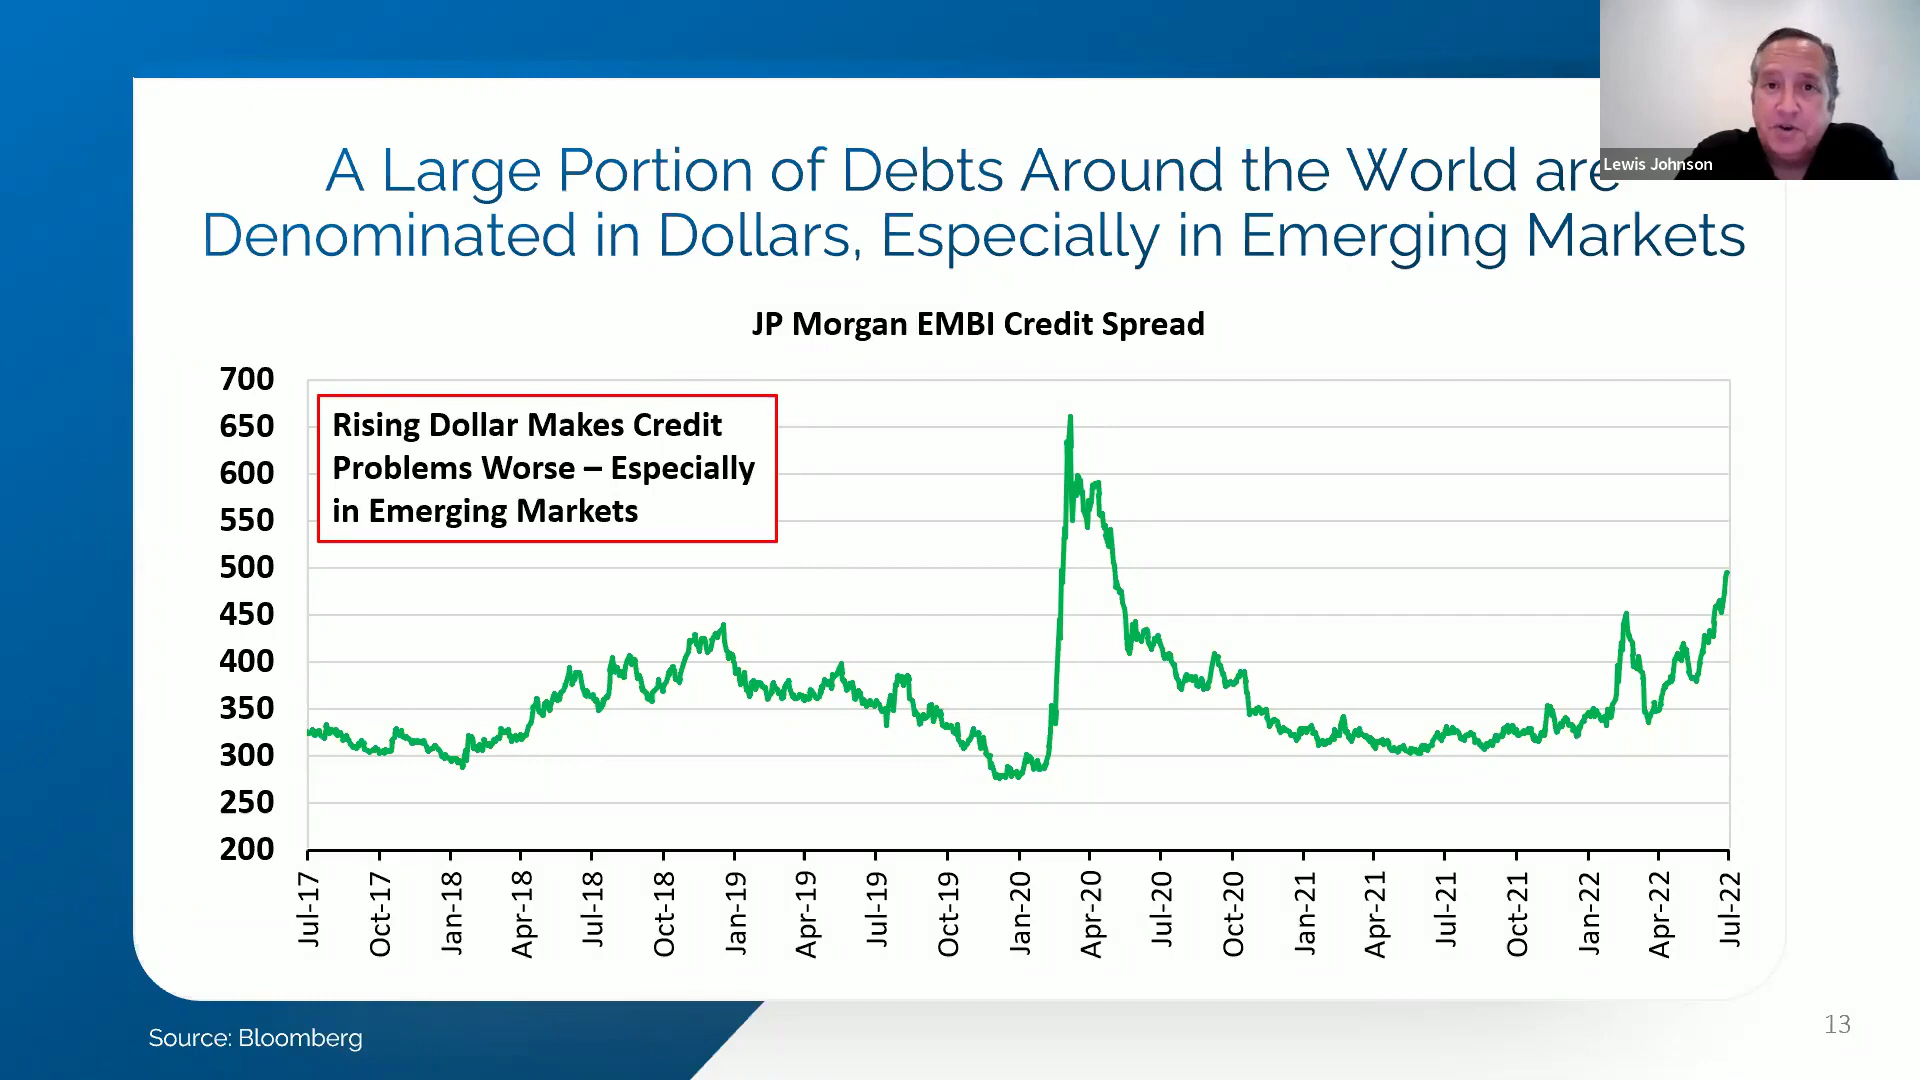 Lewis Johnson
A Large Portion of Debts Around the World are
Denominated in Dollars, Especially in Emerging Markets
JP Morgan EMBI Credit Spread
Rising Dollar Makes Credit
Problems Worse – Especially
in Emerging Markets
700
650
600
550
500
450
400
350
300
250
200
Jul-17
Oct-17
Jan-18
Apr-18
Jul-18
Oct-18
Jan-19
Apr-19
Jul-19
Oct-19
Jan-20
Apr-20
Jul-20
Oct-20
Jan-21
Apr-21
Jul-21
Oct-21
Jan-22
Apr-22
Jul-22
Source: Bloomberg
13